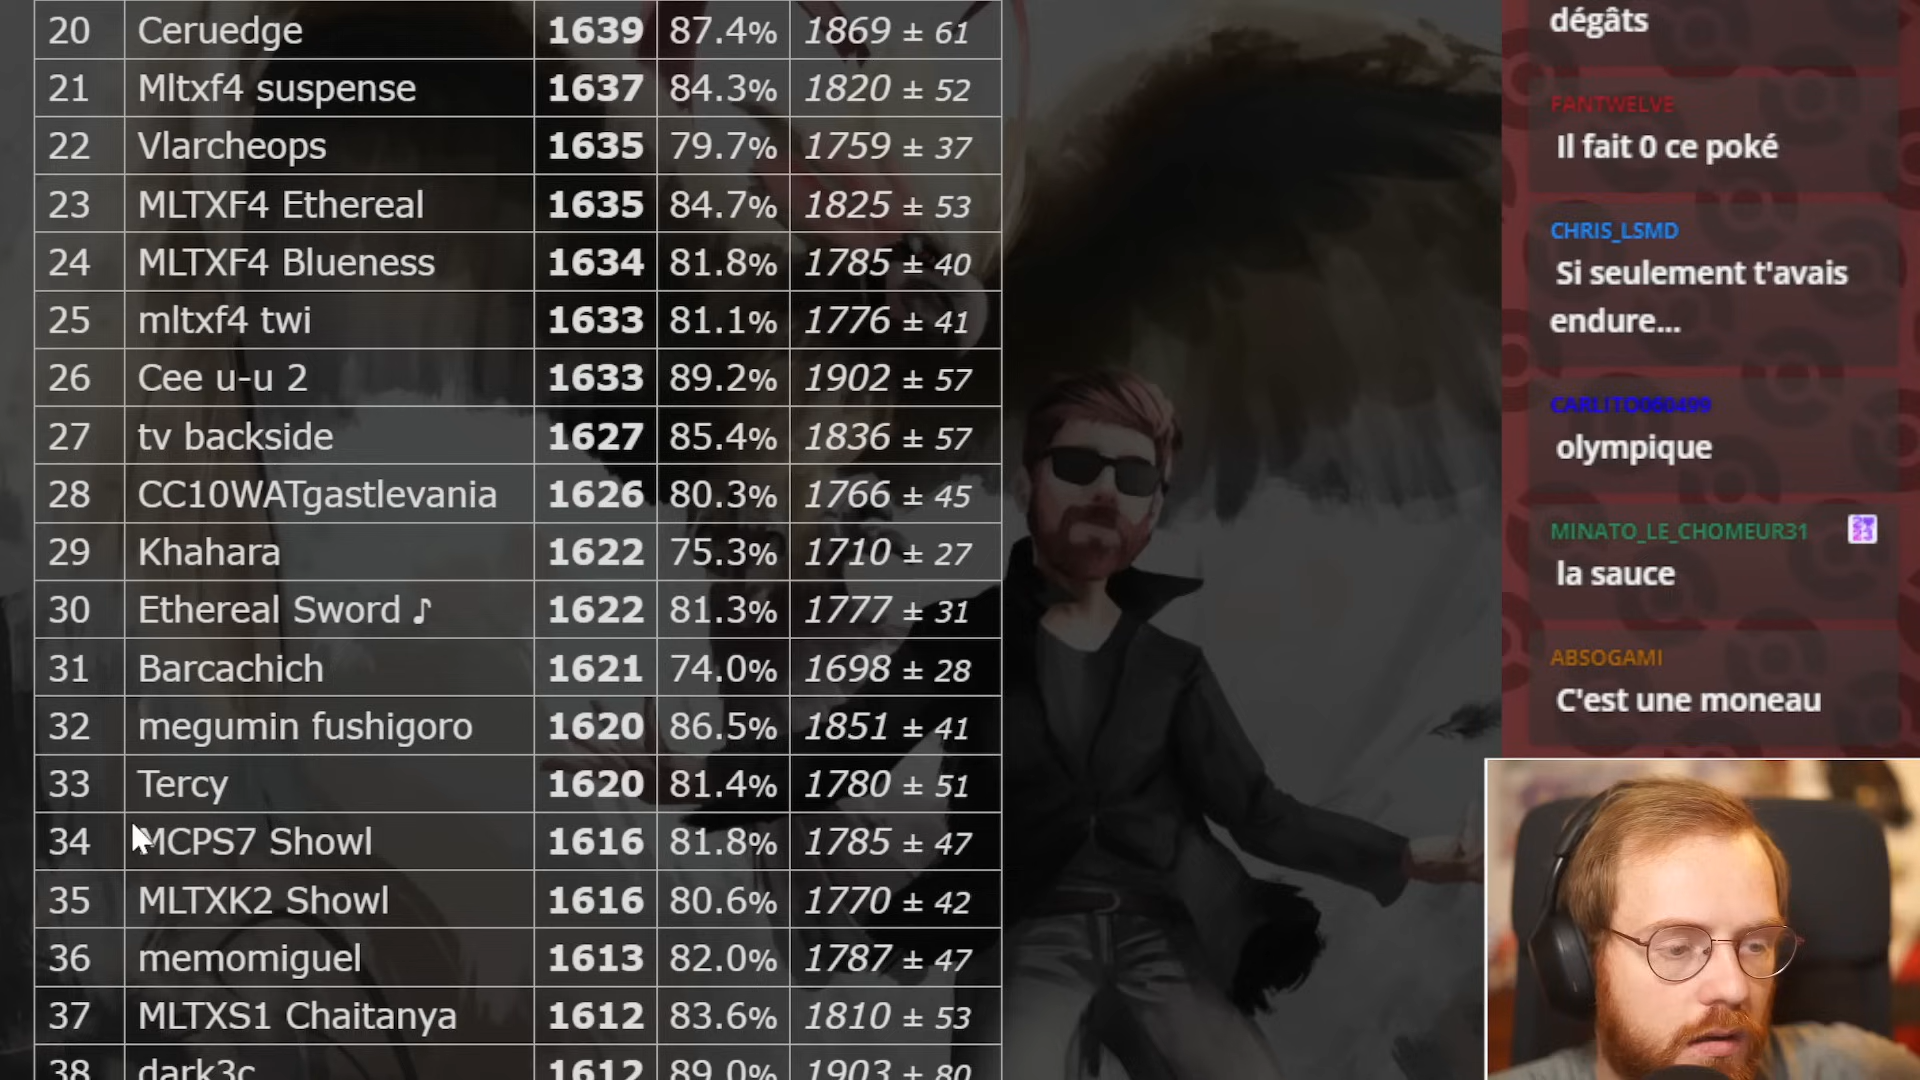 20 Ceruedge 1639 87.4% 1869 ± 61
21 Mltxf4 suspense 1637 84.3% 1820 ± 52
22 Vlarcheops 1635 79.7% 1759 ± 37
23 MLTXF4 Ethereal 1635 84.7% 1825 ± 53
24 MLTXF4 Blueness 1634 81.8% 1785 ± 40
25 mltxf4 twi 1633 81.1% 1776 ± 41
26 Cee u-u 2 1633 89.2% 1902 ± 57
27 tv backside 1627 85.4% 1836 ± 57
28 CC10WATgastlevania 1626 80.3% 1766 ± 45
29 Khahara 1622 75.3% 1710 ± 27
30 Ethereal Sword ♪ 1622 81.3% 1777 ± 31
31 Barcachich 1621 74.0% 1698 ± 28
32 megumin fushigoro 1620 86.5% 1851 ± 41
33 Tercy 1620 81.4% 1780 ± 51
34 MCPS7 Showl 1616 81.8% 1785 ± 47
35 MLTXK2 Showl 1616 80.6% 1770 ± 42
36 memomiguel 1613 82.0% 1787 ± 47
37 MLTXS1 Chaitanya 1612 83.6% 1810 ± 53
38 dark3c 1612 89.0% 1903 ± 80
dégâts
FANTWELVE
Il fait 0 ce poké
CHRIS_LSMD
Si seulement t'avais
endure...
CARLITO060499
olympique
MINATO_LE_CHOMEUR31
la sauce
ABSOGAMI
C'est une moneau